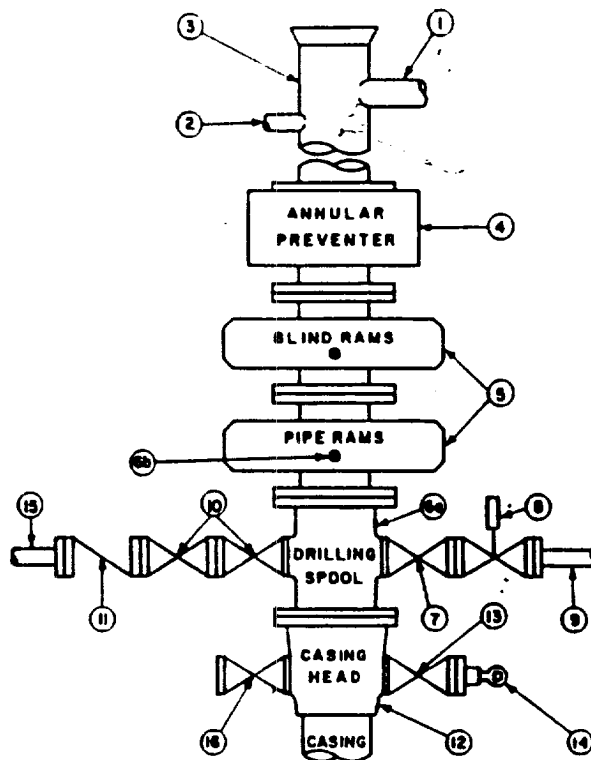 1
3
2
ANNULAR
PREVENTER
4
BLIND RAMS
5
PIPE RAMS
6b
6a
15
10
8
DRILLING
SPOOL
11
7
9
13
CASING
HEAD
16
12
14
CASING